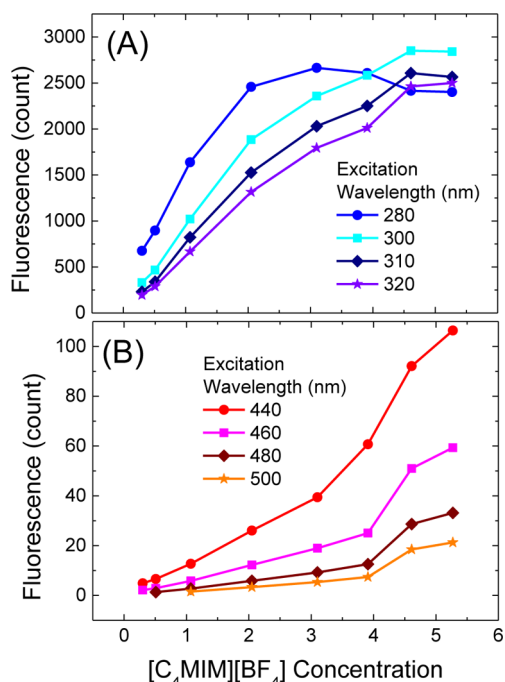 (A)
3000
2500
2000
1500
1000
500
0
Fluorescence (count)
Excitation
Wavelength (nm)
280
300
310
320
(B)
100
80
60
40
20
0
Fluorescence (count)
Excitation
Wavelength (nm)
440
460
480
500
0 1 2 3 4 5 6
[C₄MIM][BF₄] Concentration